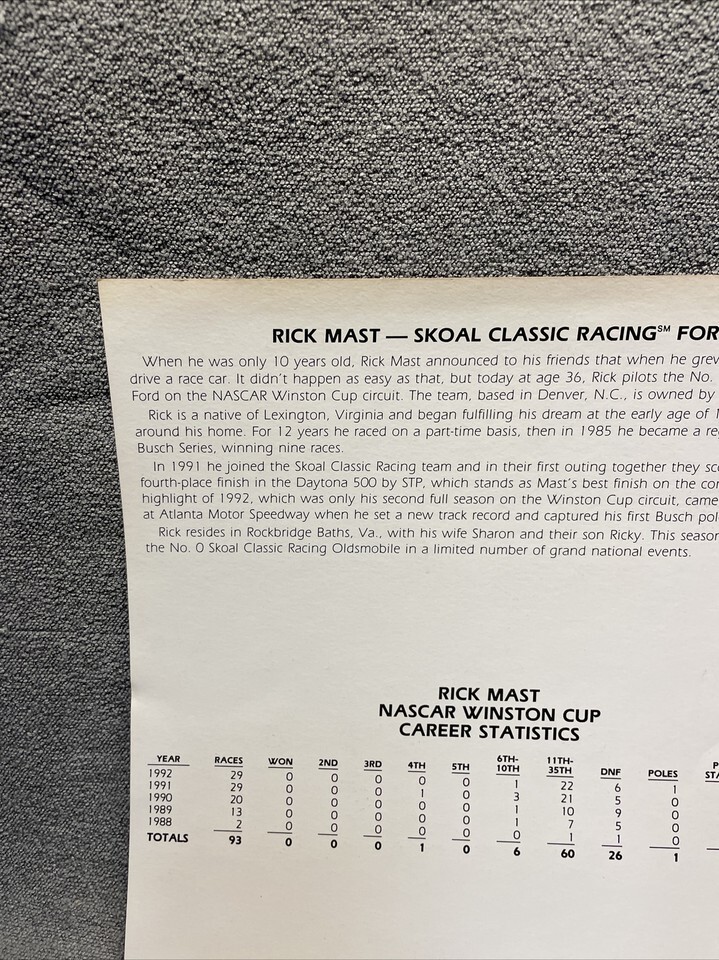 RICK MAST — SKOAL CLASSIC RACING℠ FOR
When he was only 10 years old, Rick Mast announced to his friends that when he grew
drive a race car. It didn't happen as easy as that, but today at age 36, Rick pilots the No.
Ford on the NASCAR Winston Cup circuit. The team, based in Denver, N.C., is owned by
Rick is a native of Lexington, Virginia and began fulfilling his dream at the early age of 1
around his home. For 12 years he raced on a part-time basis, then in 1985 he became a re
Busch Series, winning nine races.
In 1991 he joined the Skoal Classic Racing team and in their first outing together they sco
fourth-place finish in the Daytona 500 by STP, which stands as Mast's best finish on the
highlight of 1992, which was only his second full season on the Winston Cup circuit, came
at Atlanta Motor Speedway when he set a new track record and captured his first Busch pol
Rick resides in Rockbridge Baths, Va., with his wife Sharon and their son Ricky. This season
the No. 0 Skoal Classic Racing Oldsmobile in a limited number of grand national events.
RICK MAST
NASCAR WINSTON CUP
CAREER STATISTICS
YEAR RACES WON 2ND 3RD 4TH 5TH 6TH-10TH 11TH-35TH DNF POLES P STA
1992 29 0 0 0 0 0 1 22 6 1
1991 29 0 0 0 1 0 3 21 5 0
1990 20 0 0 0 0 0 1 10 9 0
1989 13 0 0 0 0 0 1 7 5 0
1988 2 0 0 0 0 0 0 1 1 0
TOTALS 93 0 0 0 1 0 6 60 26 1